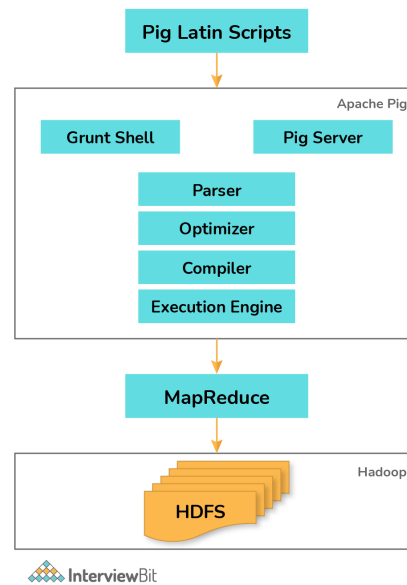 Pig Latin Scripts
Apache Pig
Grunt Shell
Pig Server
Parser
Optimizer
Compiler
Execution Engine
MapReduce
Hadoop
HDFS
InterviewBit